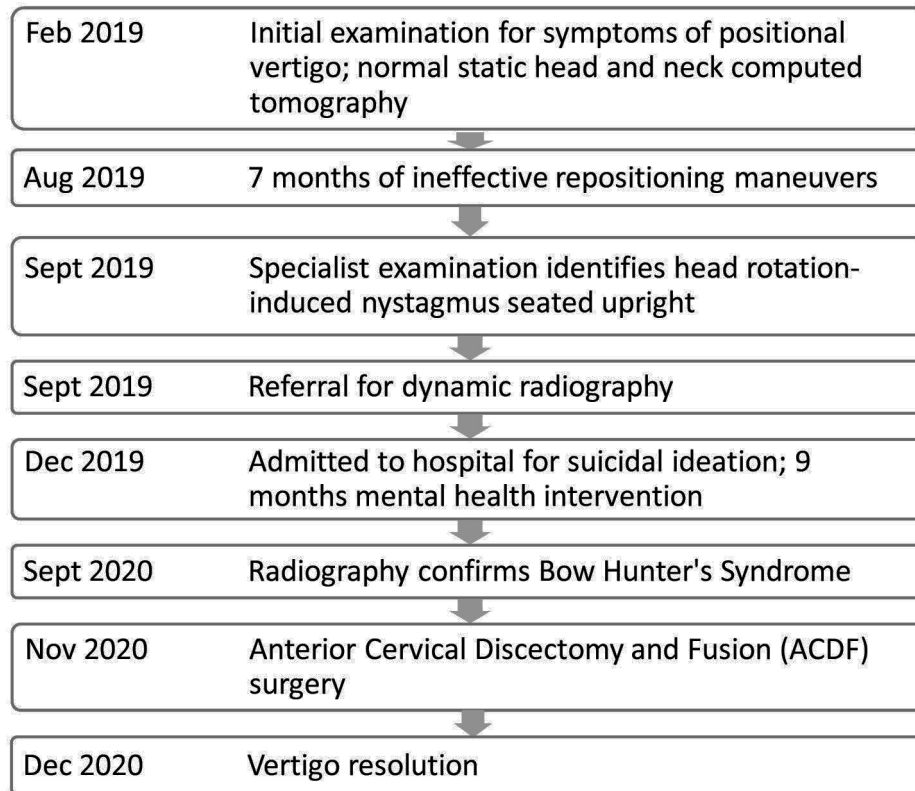 Feb 2019 Initial examination for symptoms of positional
vertigo; normal static head and neck computed
tomography
Aug 2019 7 months of ineffective repositioning maneuvers
Sept 2019 Specialist examination identifies head rotation-
induced nystagmus seated upright
Sept 2019 Referral for dynamic radiography
Dec 2019 Admitted to hospital for suicidal ideation; 9
months mental health intervention
Sept 2020 Radiography confirms Bow Hunter's Syndrome
Nov 2020 Anterior Cervical Discectomy and Fusion (ACDF)
surgery
Dec 2020 Vertigo resolution